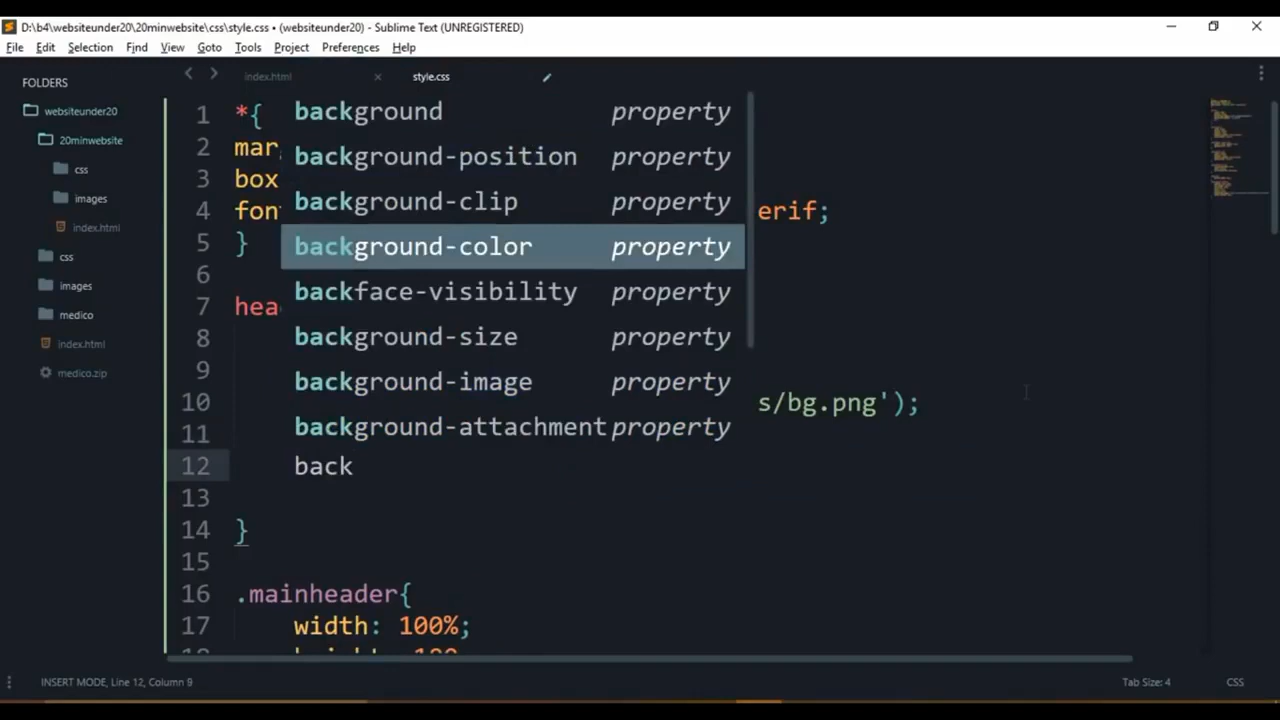 D:\b4\websiteunder20\20minwebsite\css\style.css • (websiteunder20) - Sublime Text (UNREGISTERED)
File Edit Selection Find View Goto Tools Project Preferences Help
FOLDERS
websiteunder20
20minwebsite
css
images
index.html
css
images
medico
index.html
medico.zip
index.html
style.css
1 *{
2 mar
3 box
4 fon erif;
5 }
6
7 hea
8
9
10 s/bg.png');
11
12 back
13
14 }
15
16 .mainheader{
17 width: 100%;
background property
background-position property
background-clip property
background-color property
backface-visibility property
background-size property
background-image property
background-attachment property
INSERT MODE, Line 12, Column 9
Tab Size: 4
CSS